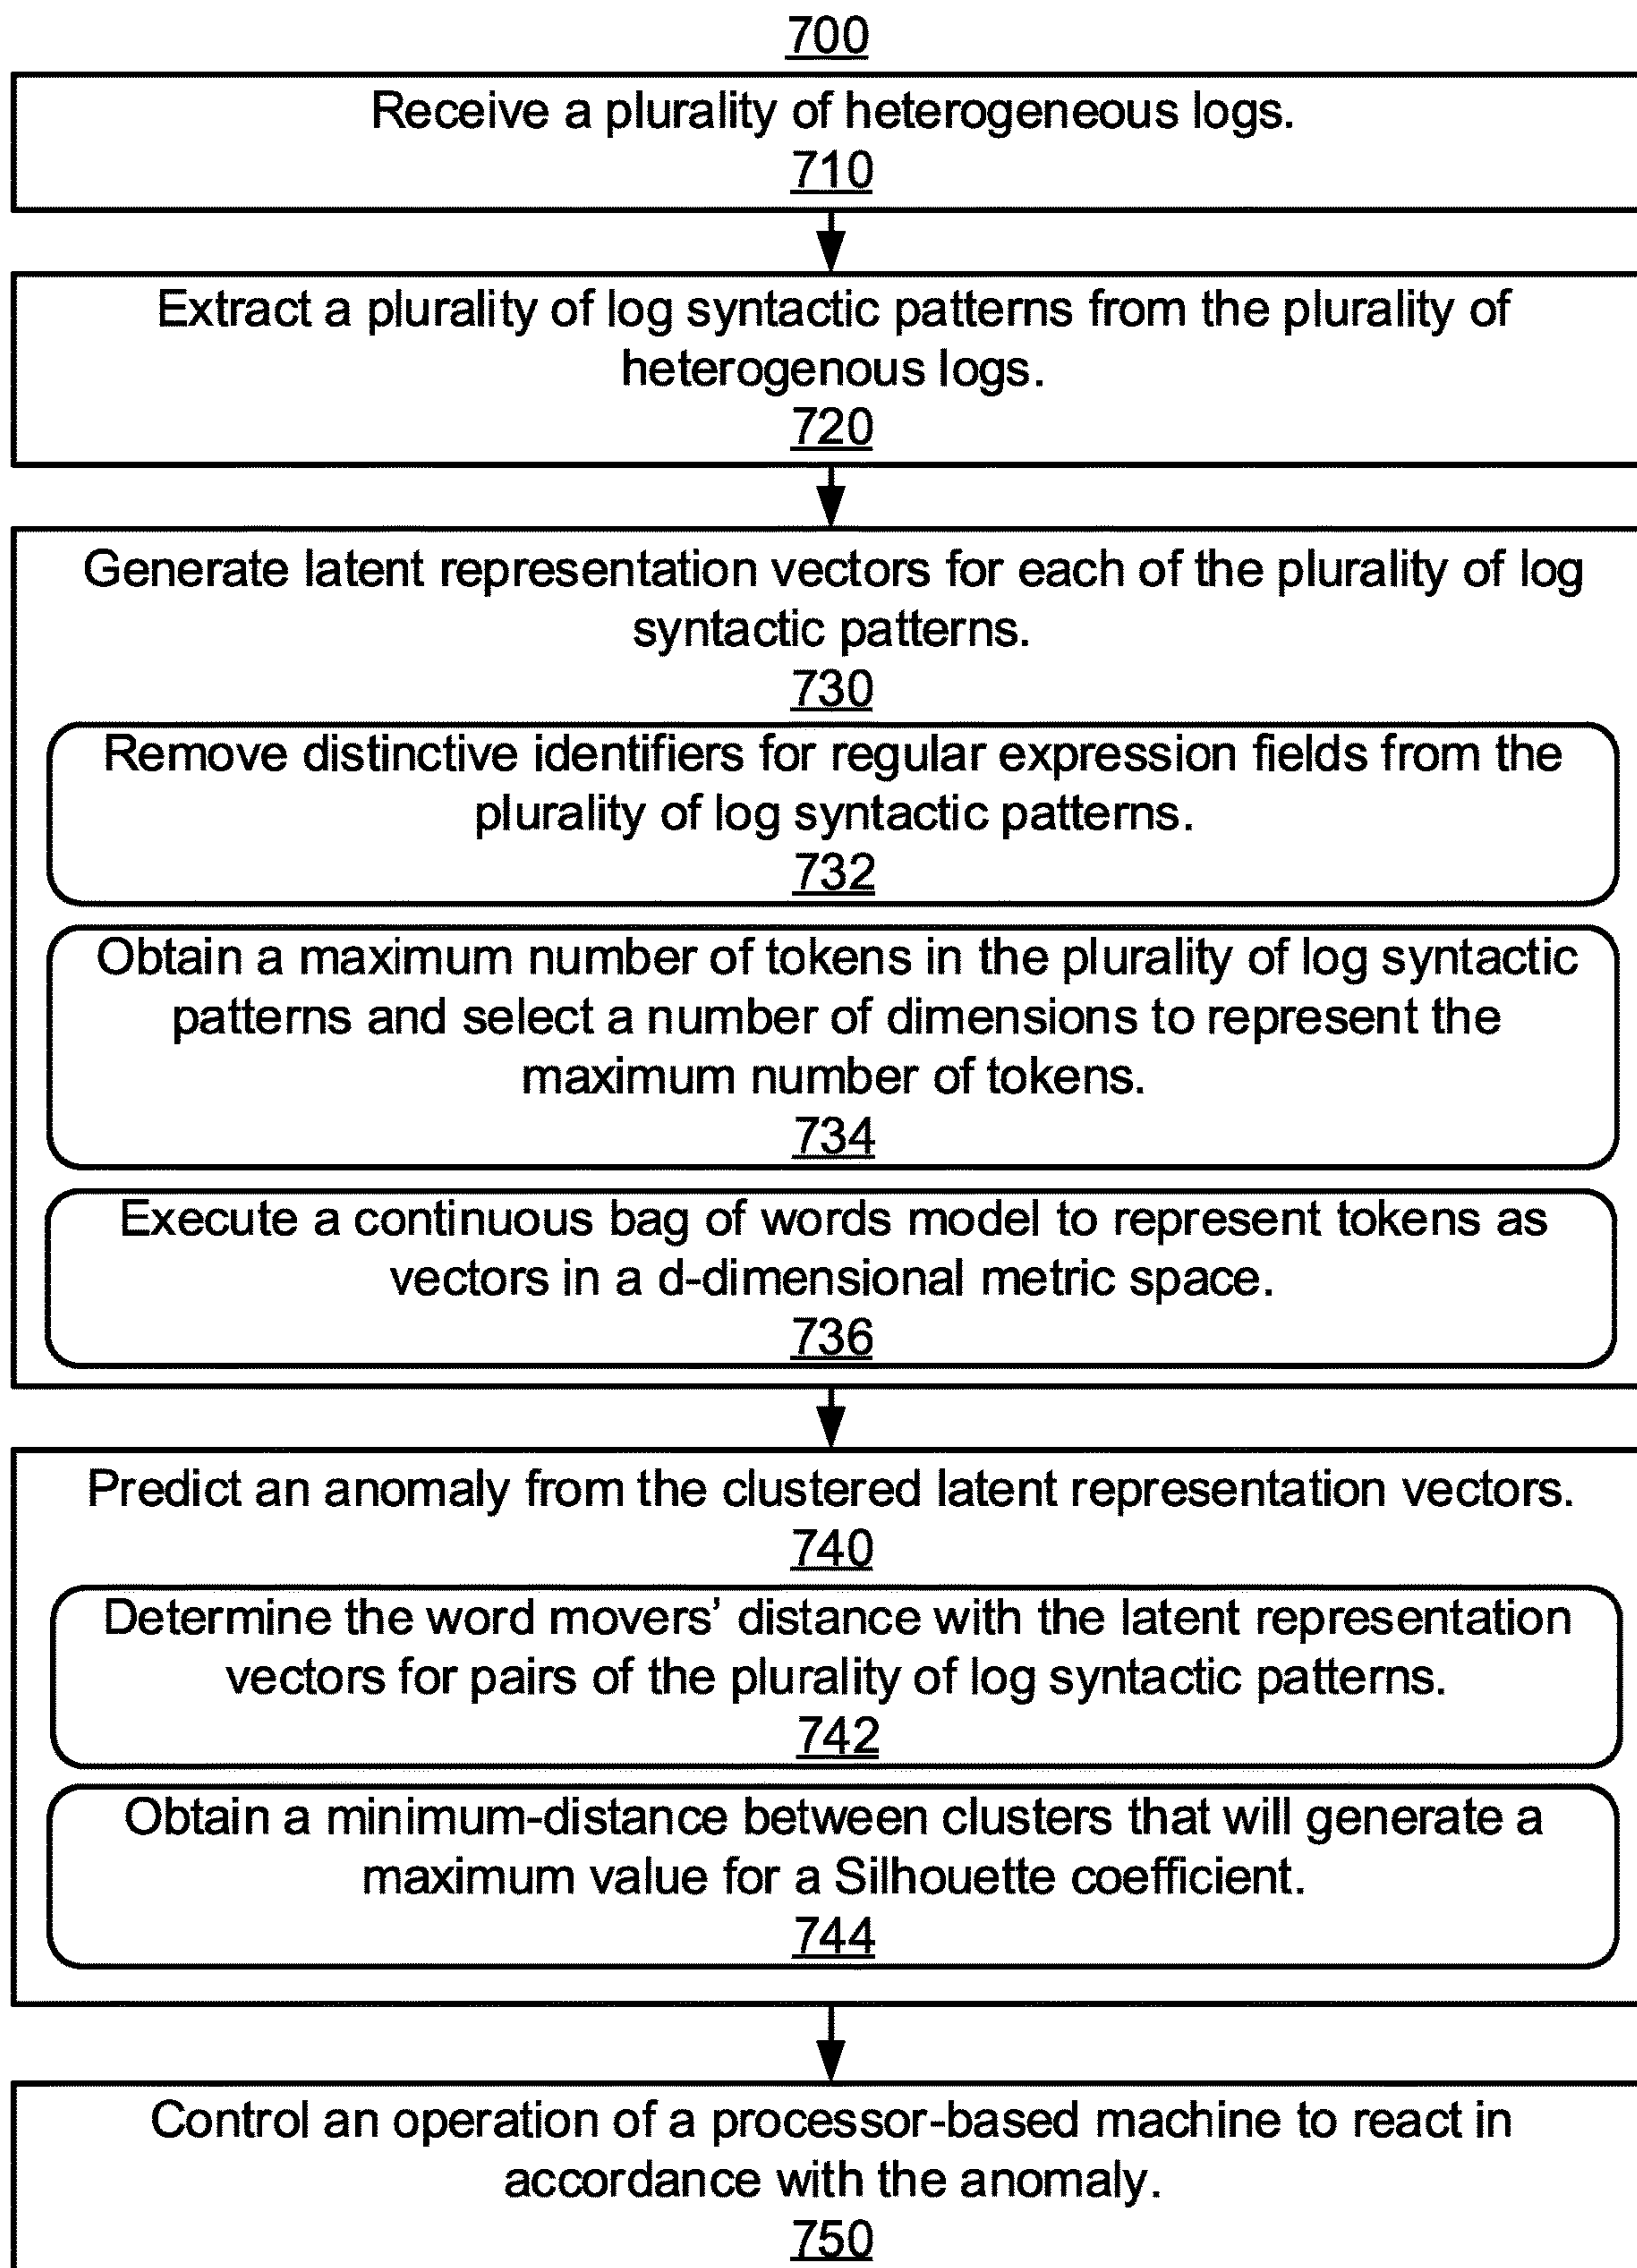 700
Receive a plurality of heterogeneous logs.
710
Extract a plurality of log syntactic patterns from the plurality of
heterogenous logs.
720
Generate latent representation vectors for each of the plurality of log
syntactic patterns.
730
Remove distinctive identifiers for regular expression fields from the
plurality of log syntactic patterns.
732
Obtain a maximum number of tokens in the plurality of log syntactic
patterns and select a number of dimensions to represent the
maximum number of tokens.
734
Execute a continuous bag of words model to represent tokens as
vectors in a d-dimensional metric space.
736
Predict an anomaly from the clustered latent representation vectors.
740
Determine the word movers’ distance with the latent representation
vectors for pairs of the plurality of log syntactic patterns.
742
Obtain a minimum-distance between clusters that will generate a
maximum value for a Silhouette coefficient.
744
Control an operation of a processor-based machine to react in
accordance with the anomaly.
750